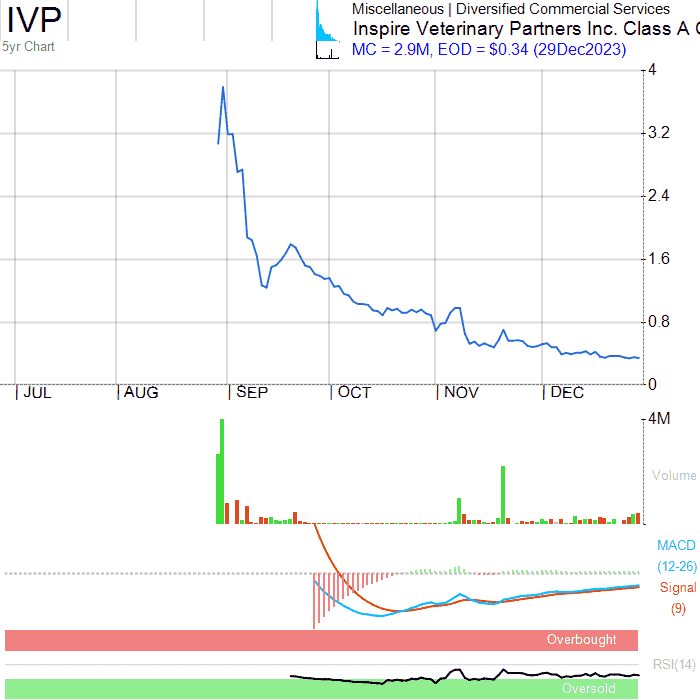 IVP
5yr Chart
Miscellaneous | Diversified Commercial Services
Inspire Veterinary Partners Inc. Class A
MC = 2.9M, EOD = $0.34 (29Dec2023)
4
3.2
2.4
1.6
0.8
0
JUL
AUG
SEP
OCT
NOV
DEC
4M
Volume
MACD
(12-26)
Signal
(9)
Overbought
RSI(14)
Oversold